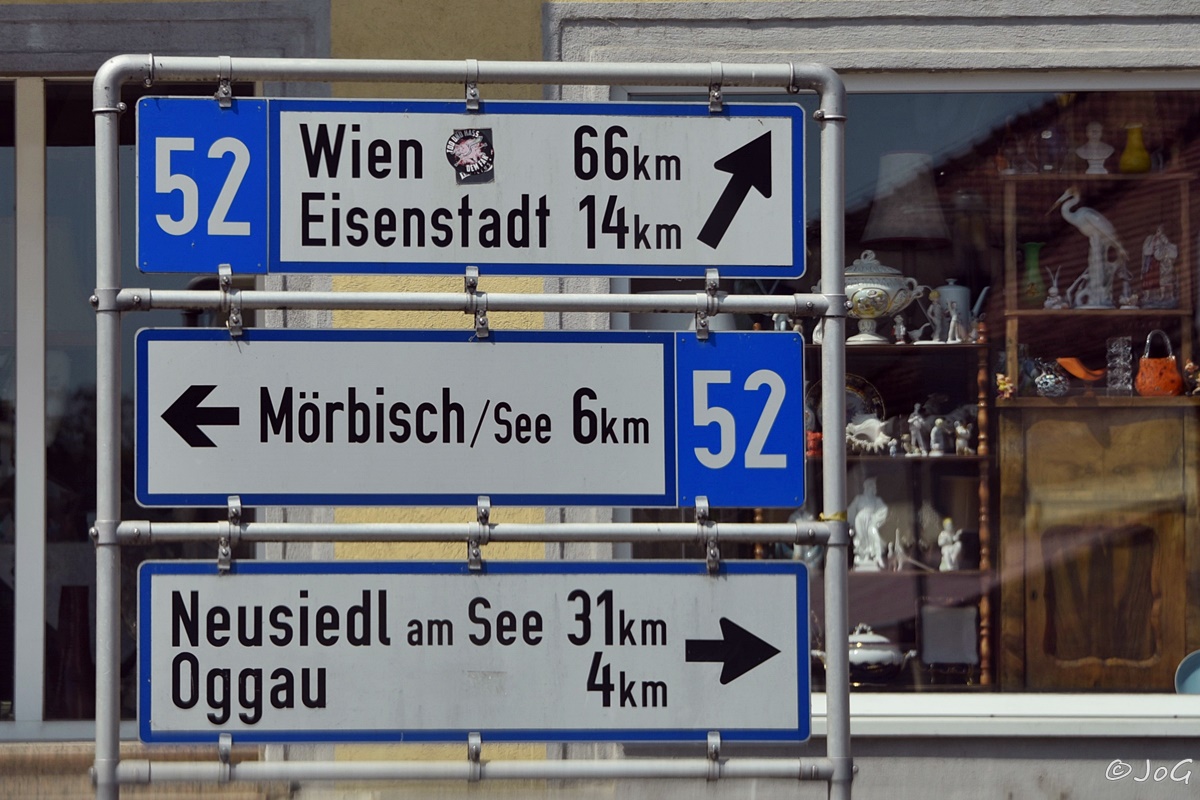 52 Wien 66km
Eisenstadt 14km
Mörbisch/See 6km 52
Neusiedl am See 31km
Oggau 4km
©JoG